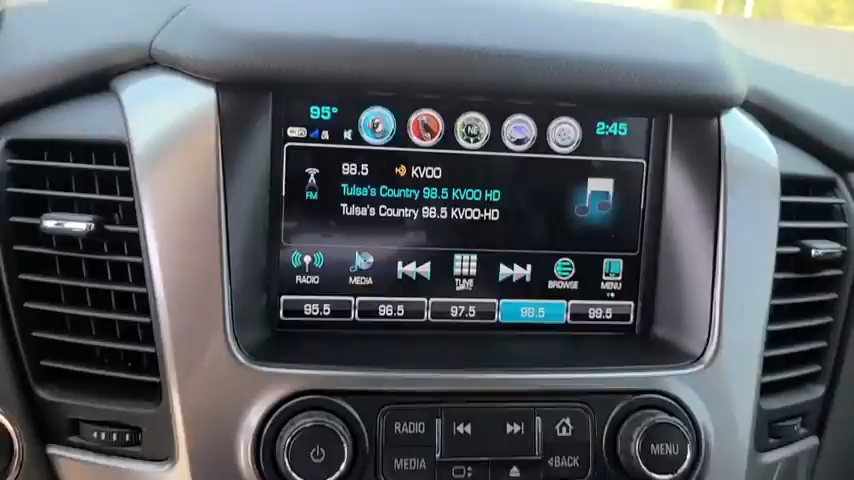 95°
2:45
98.5 KVOO
FM
Tulsa's Country 98.5 KVOO HD
Tulsa's Country 98.5 KVOO-HD
RADIO MEDIA TUNE BROWSE MENU
95.5 96.5 97.5 98.5 99.5
RADIO
MENU
MEDIA
BACK